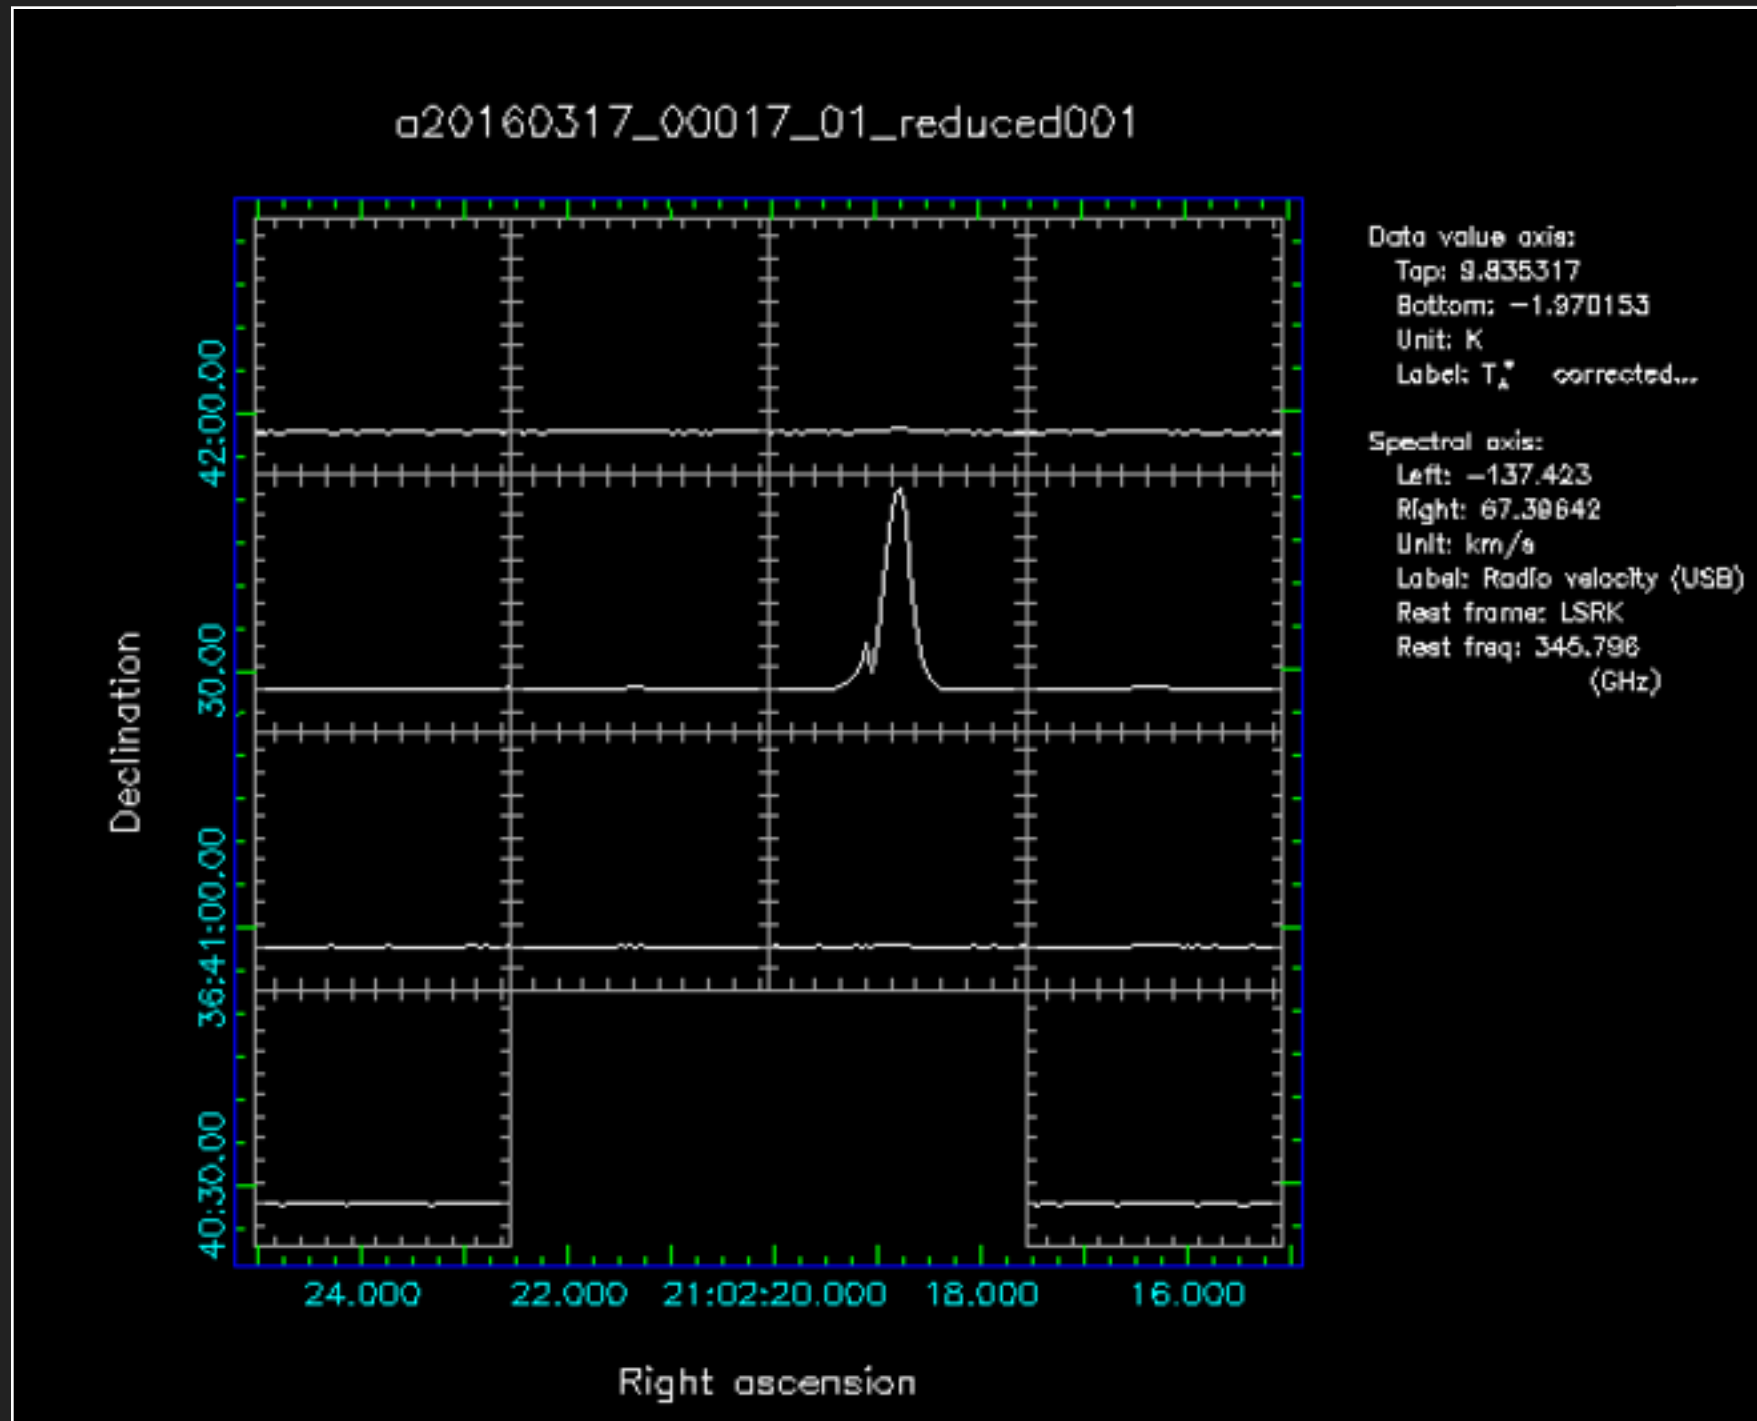 a20160317_00017_01_reduced001
Data value axis:
Top: 9.835317
Bottom: -1.970153
Unit: K
Label: T_A^* corrected...
Spectral axis:
Left: -137.423
Right: 67.39642
Unit: km/s
Label: Radio velocity (USB)
Rest frame: LSRK
Rest freq: 345.796
(GHz)
Declination
42:00.00
30.00
36:41:00.00
40:30.00
24.000 22.000 21:02:20.000 18.000 16.000
Right ascension